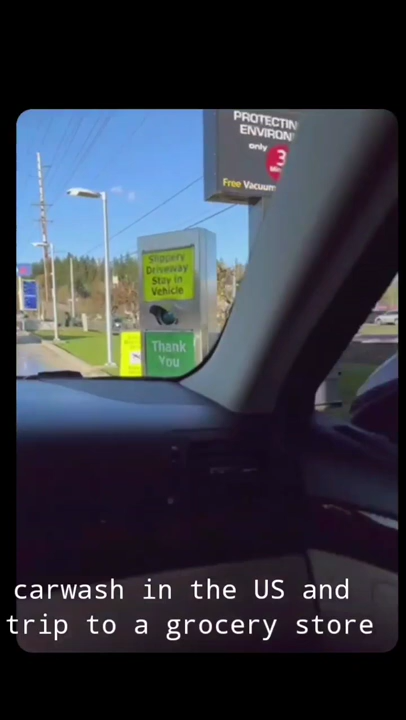 PROTECTIN
ENVIRON
only 3
Free Vacuum
Slippery
Driveway
Stay in
Vehicle
Thank
You
carwash in the US and
trip to a grocery store